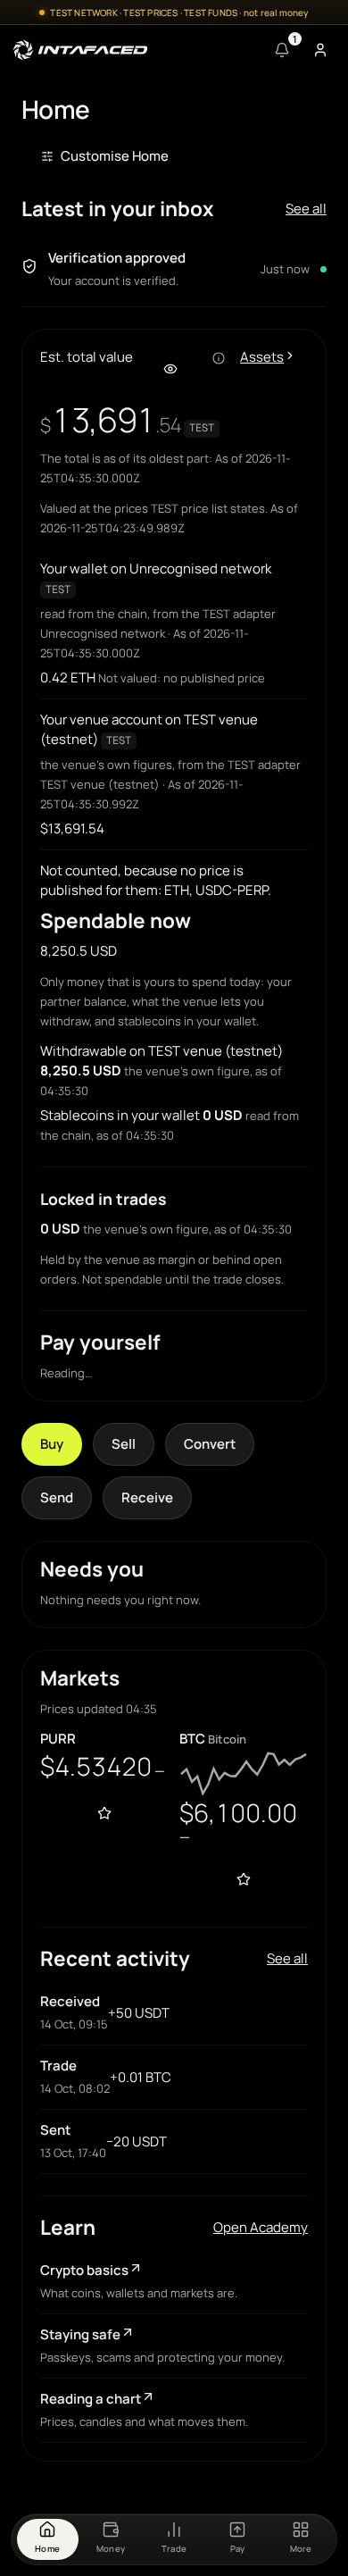 TEST NETWORK · TEST PRICES · TEST FUNDS · not real money
INTAFACED
1
Home
Customise Home
Latest in your inbox
See all
Verification approved
Your account is verified.
Just now
Est. total value
Assets
$13,691.54 TEST
The total is as of its oldest part: As of 2026-11-
25T04:35:30.000Z
Valued at the prices TEST price list states. As of
2026-11-25T04:23:49.989Z
Your wallet on Unrecognised network
TEST
read from the chain, from the TEST adapter
Unrecognised network · As of 2026-11-
25T04:35:30.000Z
0.42 ETH Not valued: no published price
Your venue account on TEST venue
(testnet) TEST
the venue's own figures, from the TEST adapter
TEST venue (testnet) · As of 2026-11-
25T04:35:30.992Z
$13,691.54
Not counted, because no price is
published for them: ETH, USDC-PERP.
Spendable now
8,250.5 USD
Only money that is yours to spend today: your
partner balance, what the venue lets you
withdraw, and stablecoins in your wallet.
Withdrawable on TEST venue (testnet)
8,250.5 USD the venue's own figure, as of
04:35:30
Stablecoins in your wallet 0 USD read from
the chain, as of 04:35:30
Locked in trades
0 USD the venue's own figure, as of 04:35:30
Held by the venue as margin or behind open
orders. Not spendable until the trade closes.
Pay yourself
Reading…
Buy
Sell
Convert
Send
Receive
Needs you
Nothing needs you right now.
Markets
Prices updated 04:35
PURR
$4.53420 –
BTC Bitcoin
$6,100.00
–
Recent activity
See all
Received
14 Oct, 09:15
+50 USDT
Trade
14 Oct, 08:02
+0.01 BTC
Sent
13 Oct, 17:40
−20 USDT
Learn
Open Academy
Crypto basics
What coins, wallets and markets are.
Staying safe
Passkeys, scams and protecting your money.
Reading a chart
Prices, candles and what moves them.
Home
Money
Trade
Pay
More